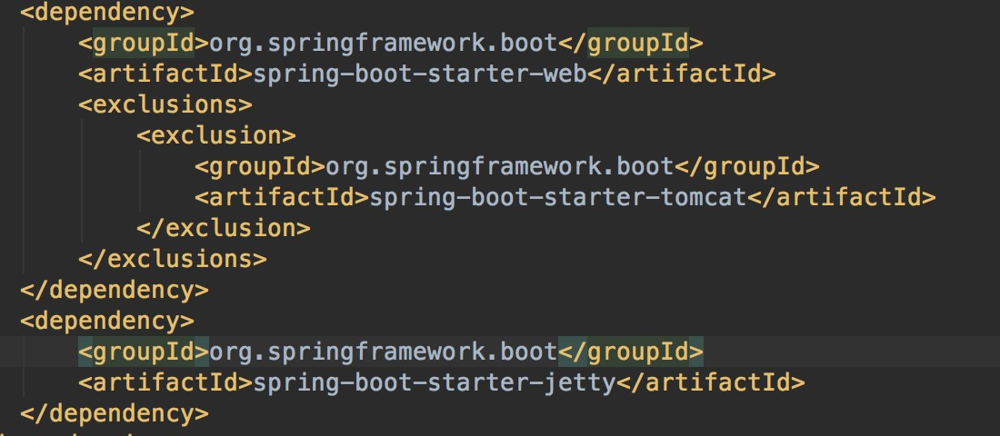 <dependency>
<groupId>org.springframework.boot</groupId>
<artifactId>spring-boot-starter-web</artifactId>
<exclusions>
<exclusion>
<groupId>org.springframework.boot</groupId>
<artifactId>spring-boot-starter-tomcat</artifactId>
</exclusion>
</exclusions>
</dependency>
<dependency>
<groupId>org.springframework.boot</groupId>
<artifactId>spring-boot-starter-jetty</artifactId>
</dependency>